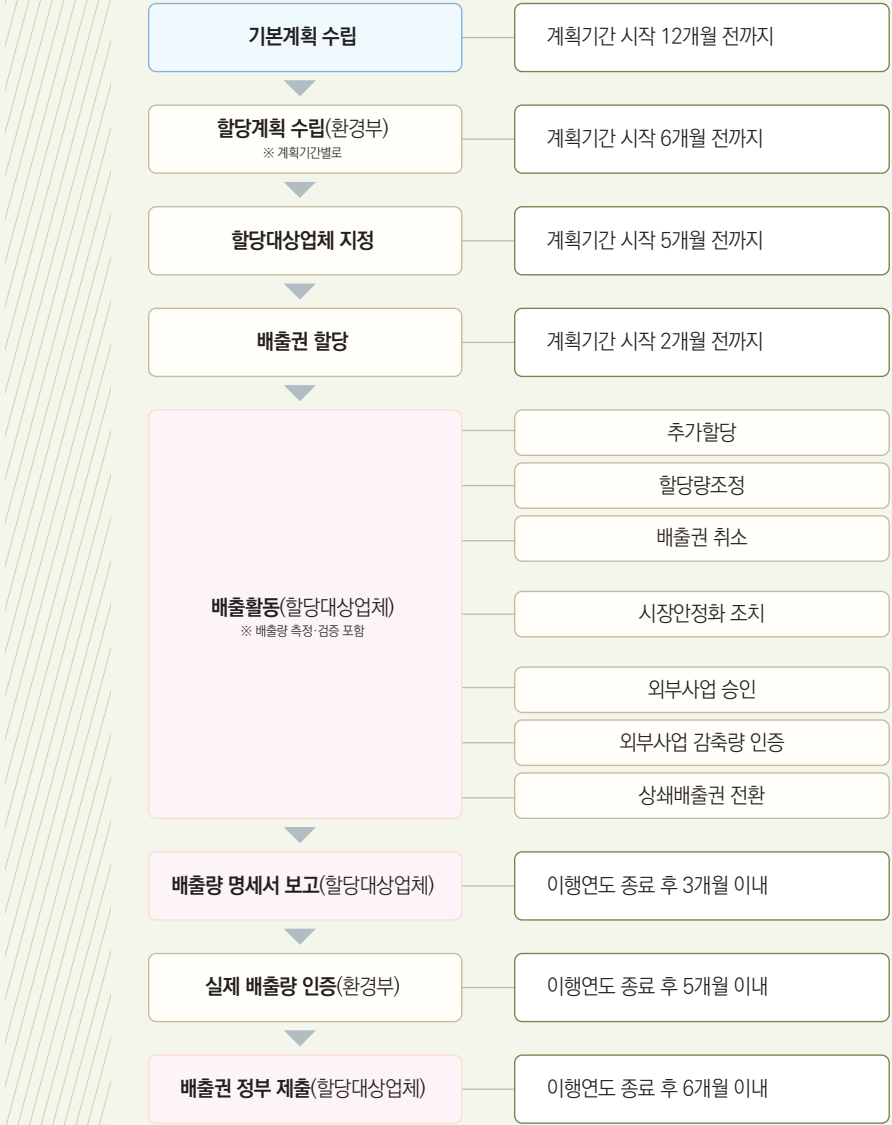 기본계획 수립
계획기간 시작 12개월 전까지
할당계획 수립(환경부)
※ 계획기간별로
계획기간 시작 6개월 전까지
할당대상업체 지정
계획기간 시작 5개월 전까지
배출권 할당
계획기간 시작 2개월 전까지
배출활동(할당대상업체)
※ 배출량 측정·검증 포함
추가할당
할당량조정
배출권 취소
시장안정화 조치
외부사업 승인
외부사업 감축량 인증
상쇄배출권 전환
배출량 명세서 보고(할당대상업체)
이행연도 종료 후 3개월 이내
실제 배출량 인증(환경부)
이행연도 종료 후 5개월 이내
배출권 정부 제출(할당대상업체)
이행연도 종료 후 6개월 이내